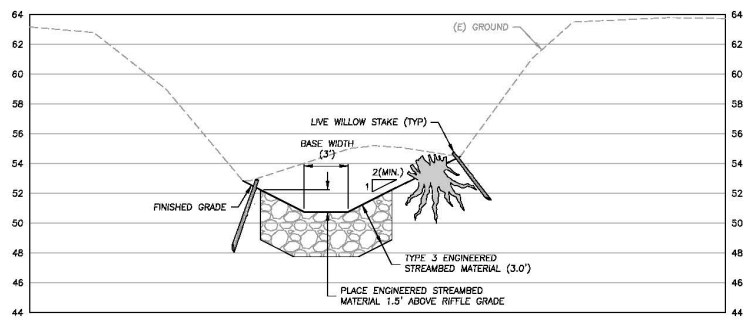 64
62
60
58
56
54
52
50
48
46
44
64
62
60
58
56
54
52
50
48
46
44
(E) GROUND
LIVE WILLOW STAKE (TYP)
BASE WIDTH
(3')
2(MIN.)
1
FINISHED GRADE
TYPE 3 ENGINEERED
STREAMBED MATERIAL (3.0')
PLACE ENGINEERED STREAMBED
MATERIAL 1.5' ABOVE RIFFLE GRADE